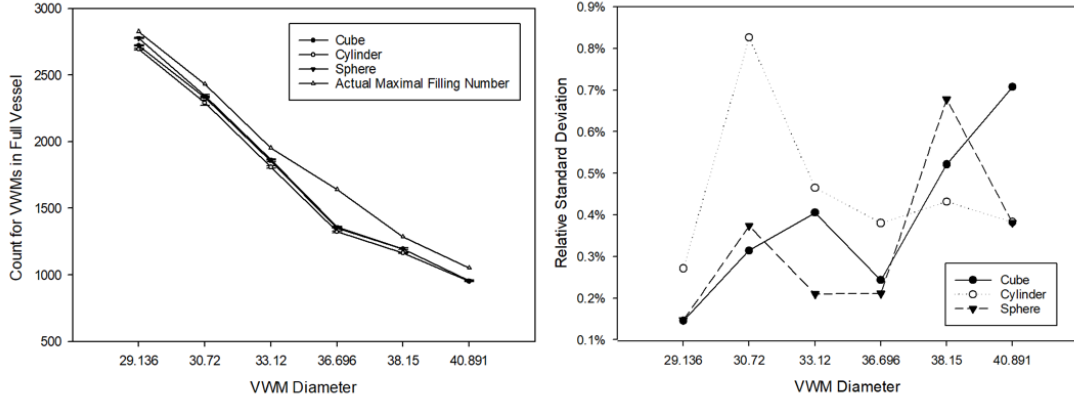 3000
2500
2000
1500
1000
500
Count for VWMs in Full Vessel
Cube
Cylinder
Sphere
Actual Maximal Filling Number
29.136 30.72 33.12 36.696 38.15 40.891
VWM Diameter
0.9%
0.8%
0.7%
0.6%
0.5%
0.4%
0.3%
0.2%
0.1%
Relative Standard Deviation
Cube
Cylinder
Sphere
29.136 30.72 33.12 36.696 38.15 40.891
VWM Diameter